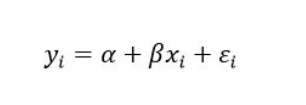 yᵢ = α + βxᵢ + εᵢ